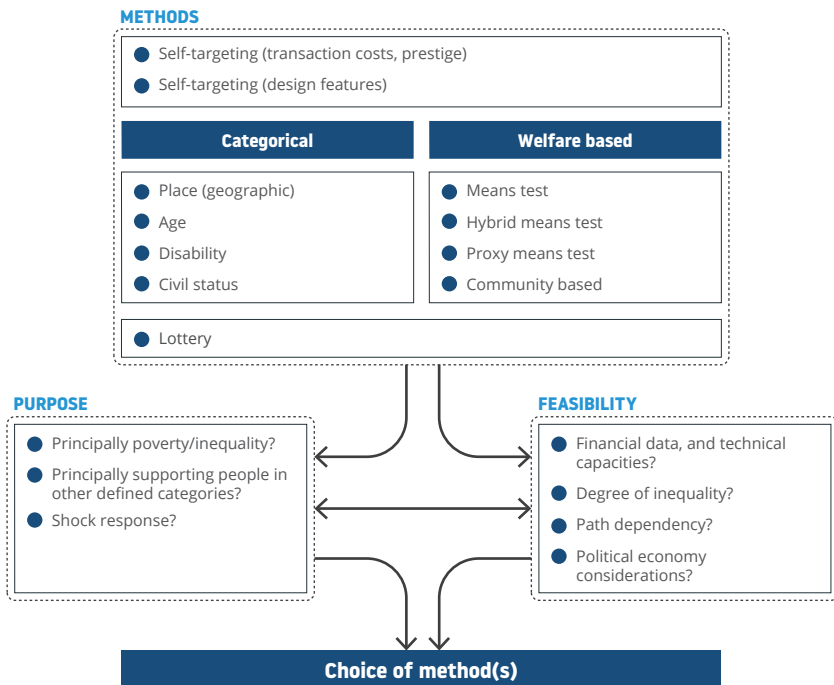 METHODS
Self-targeting (transaction costs, prestige)
Self-targeting (design features)
Categorical
Place (geographic)
Age
Disability
Civil status
Welfare based
Means test
Hybrid means test
Proxy means test
Community based
Lottery
PURPOSE
Principally poverty/inequality?
Principally supporting people in
other defined categories?
Shock response?
FEASIBILITY
Financial data, and technical
capacities?
Degree of inequality?
Path dependency?
Political economy
considerations?
Choice of method(s)